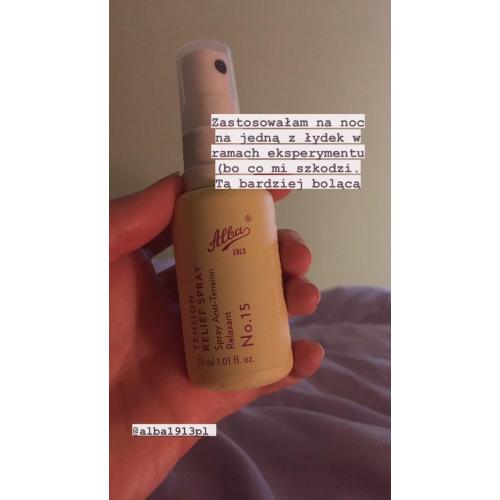 Zastosowałam na noc
na jedną z łydek w
ramach eksperymentu
(bo co mi szkodzi.
Tą bardziej bolącą
Alba®
1913
TENSION
RELIEF SPRAY
Spray Anti-Tension
Relaxant
No.15
30 ml 1.01 fl. oz.
@alba1913pl